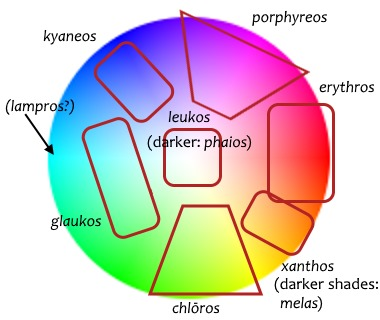 porphyreos
kyaneos
erythros
(lampros?)
leukos
(darker: phaios)
glaukos
xanthos
(darker shades:
melas)
chlōros